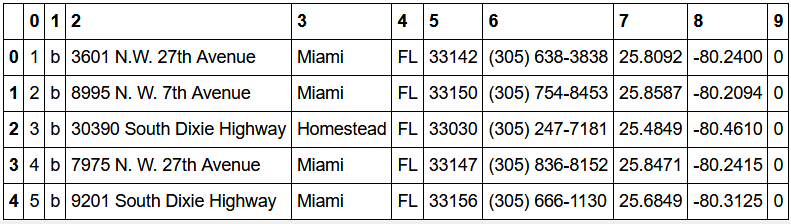 0 1 2 3 4 5 6 7 8 9
0 1 b 3601 N.W. 27th Avenue Miami FL 33142 (305) 638-3838 25.8092 -80.2400 0
1 2 b 8995 N. W. 7th Avenue Miami FL 33150 (305) 754-8453 25.8587 -80.2094 0
2 3 b 30390 South Dixie Highway Homestead FL 33030 (305) 247-7181 25.4849 -80.4610 0
3 4 b 7975 N. W. 27th Avenue Miami FL 33147 (305) 836-8152 25.8471 -80.2415 0
4 5 b 9201 South Dixie Highway Miami FL 33156 (305) 666-1130 25.6849 -80.3125 0